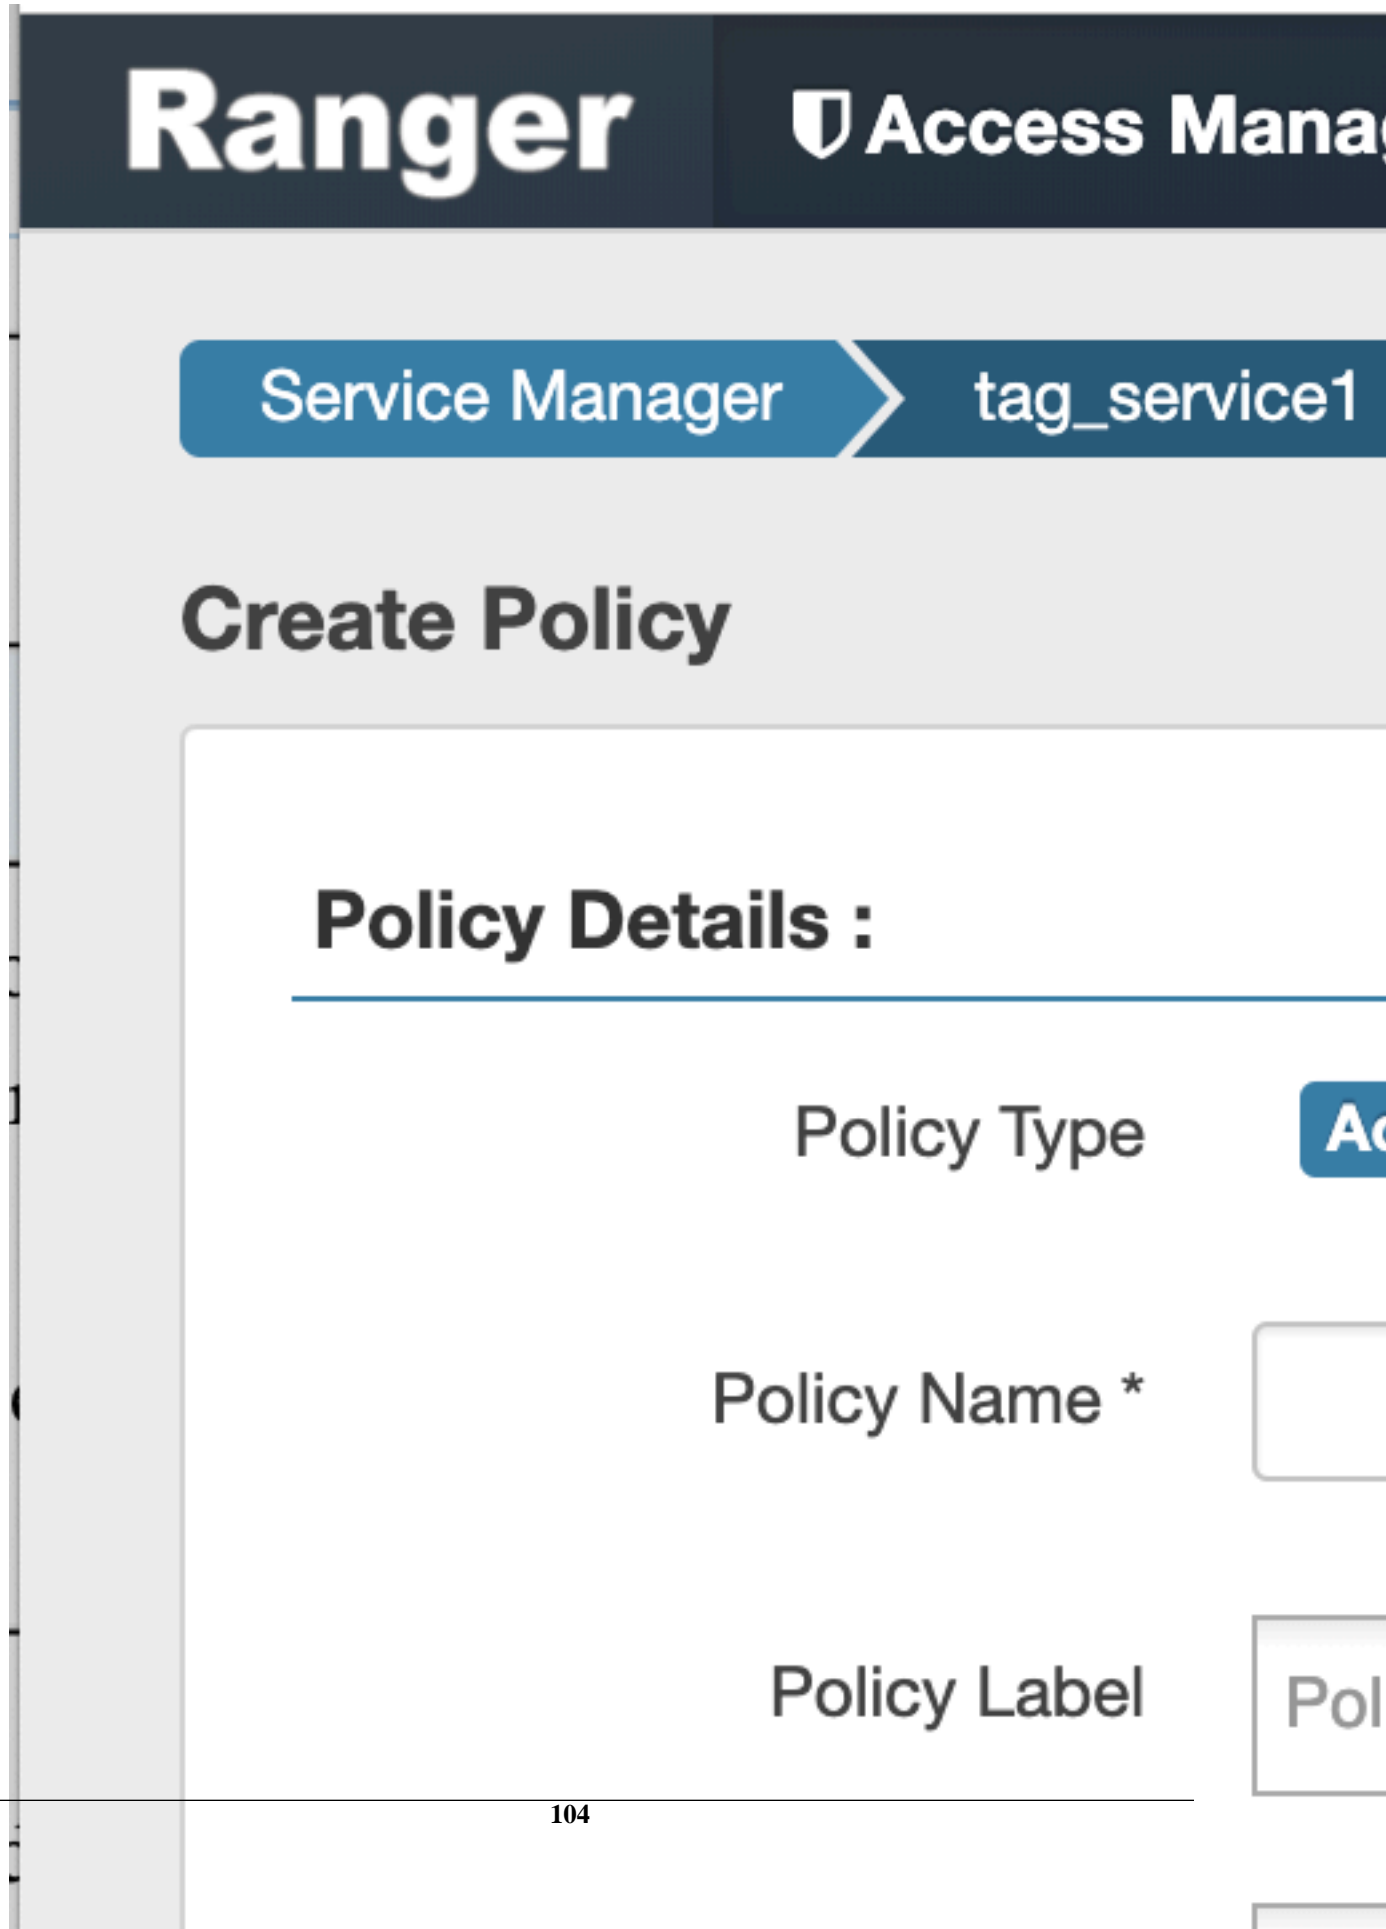 Ranger
Access Mana
Service Manager
tag_service1
Create Policy
Policy Details :
Policy Type
Policy Name *
Policy Label
Pol
104